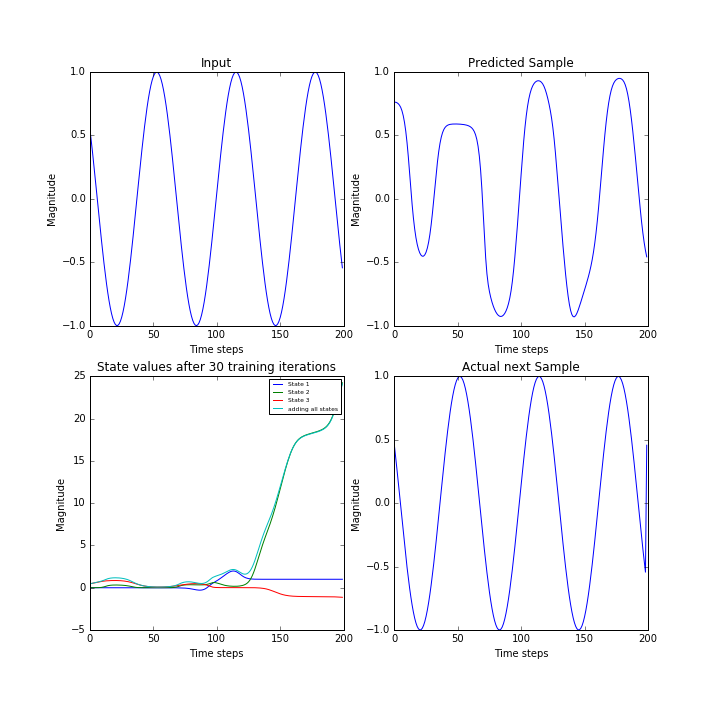 Input
1.0
0.5
0.0
−0.5
−1.0
Magnitude
0
50
100
150
200
Time steps
Predicted Sample
1.0
0.5
0.0
−0.5
−1.0
Magnitude
0
50
100
150
200
Time steps
State values after 30 training iterations
25
20
15
10
5
0
−5
Magnitude
State 1
State 2
State 3
adding all states
0
50
100
150
200
Time steps
Actual next Sample
1.0
0.5
0.0
−0.5
−1.0
Magnitude
0
50
100
150
200
Time steps